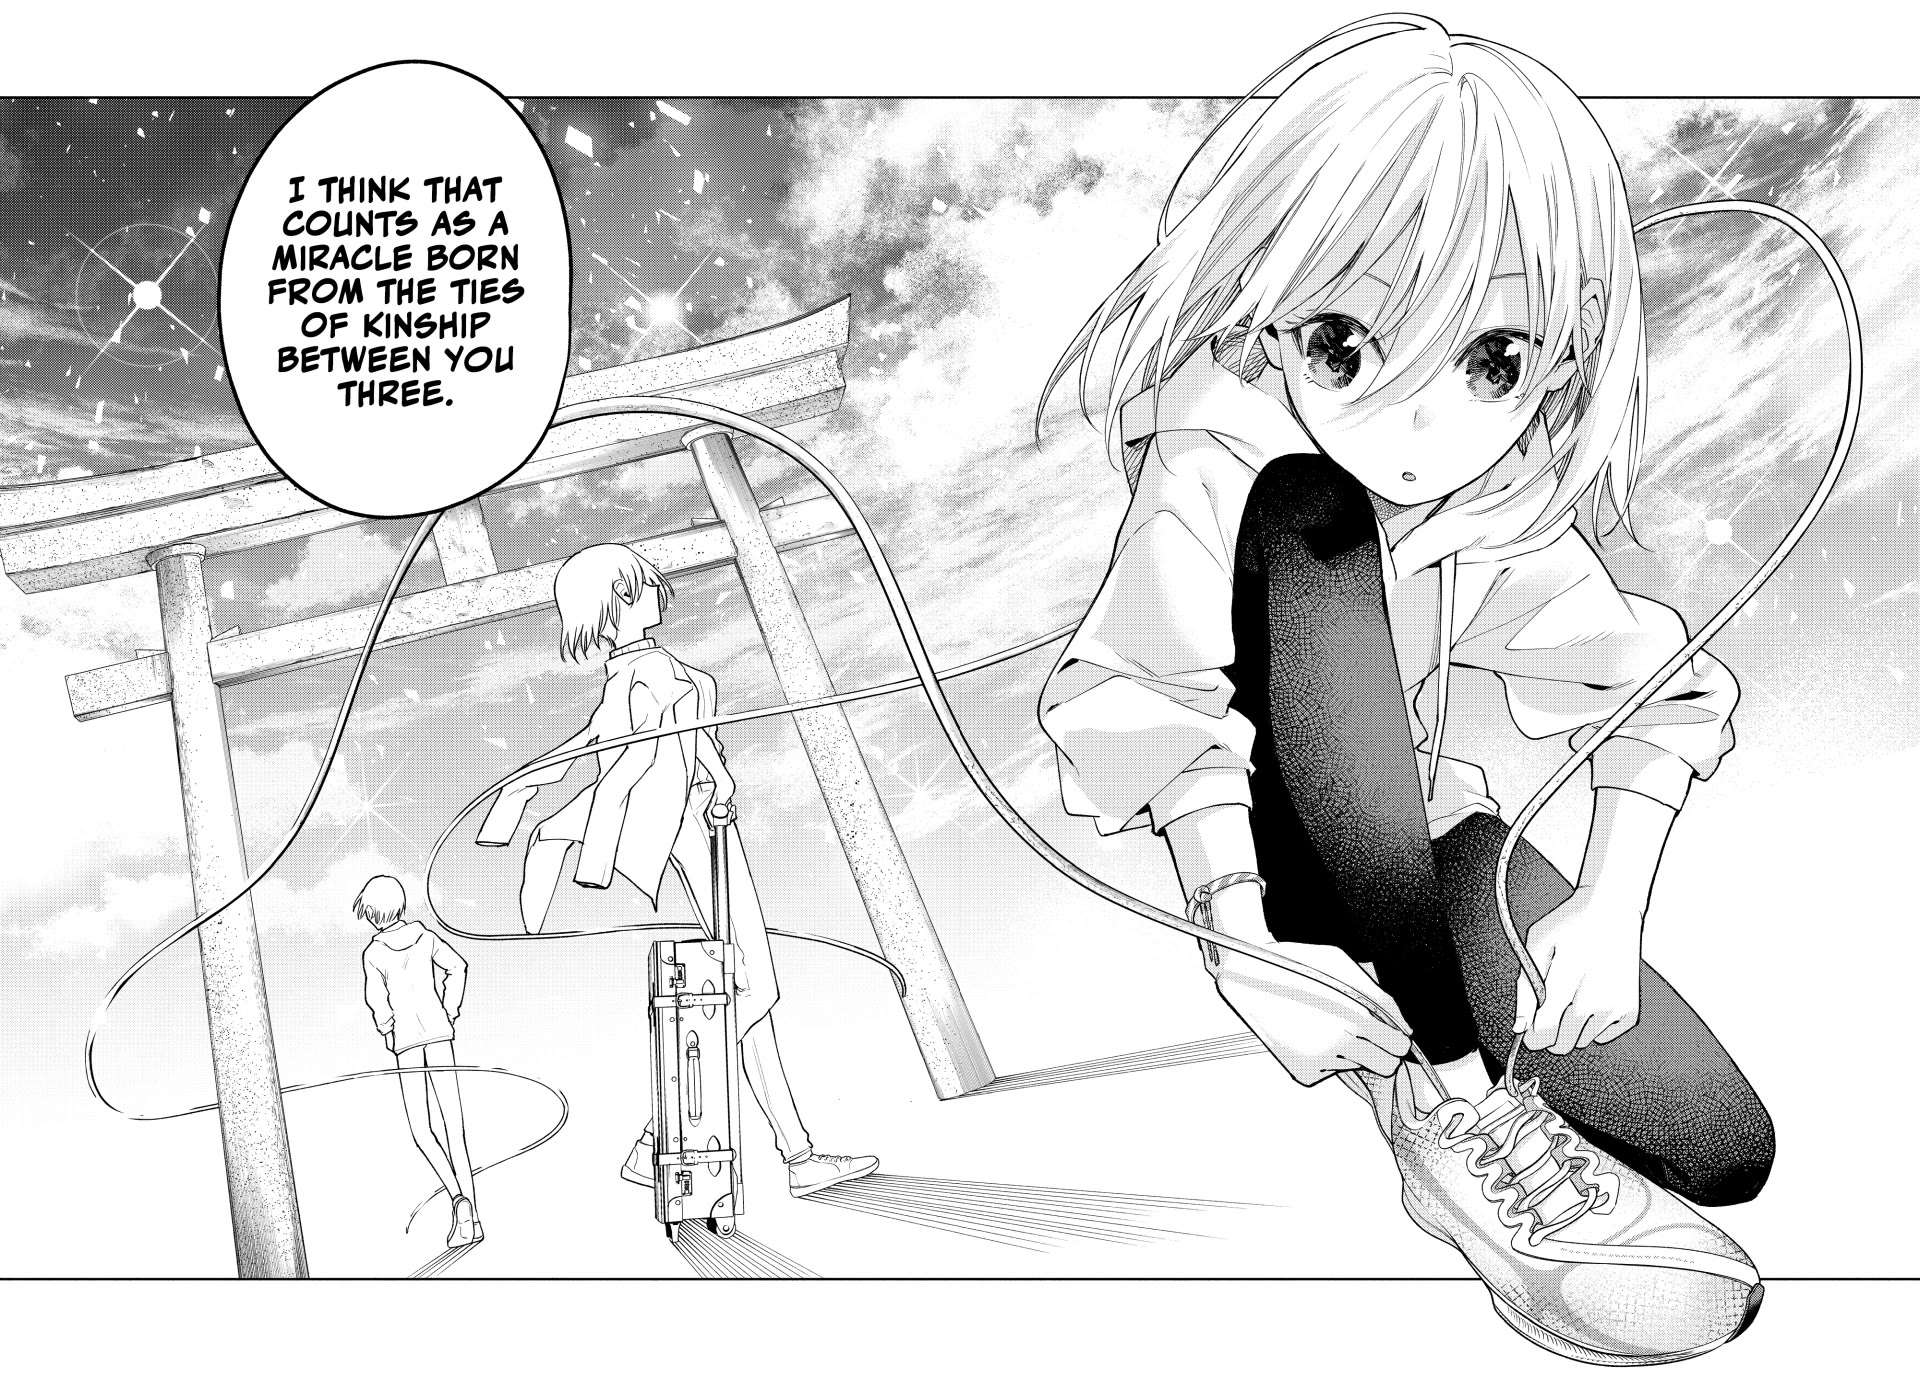 I THINK THAT
COUNTS AS A
MIRACLE BORN
FROM THE TIES
OF KINSHIP
BETWEEN YOU
THREE.